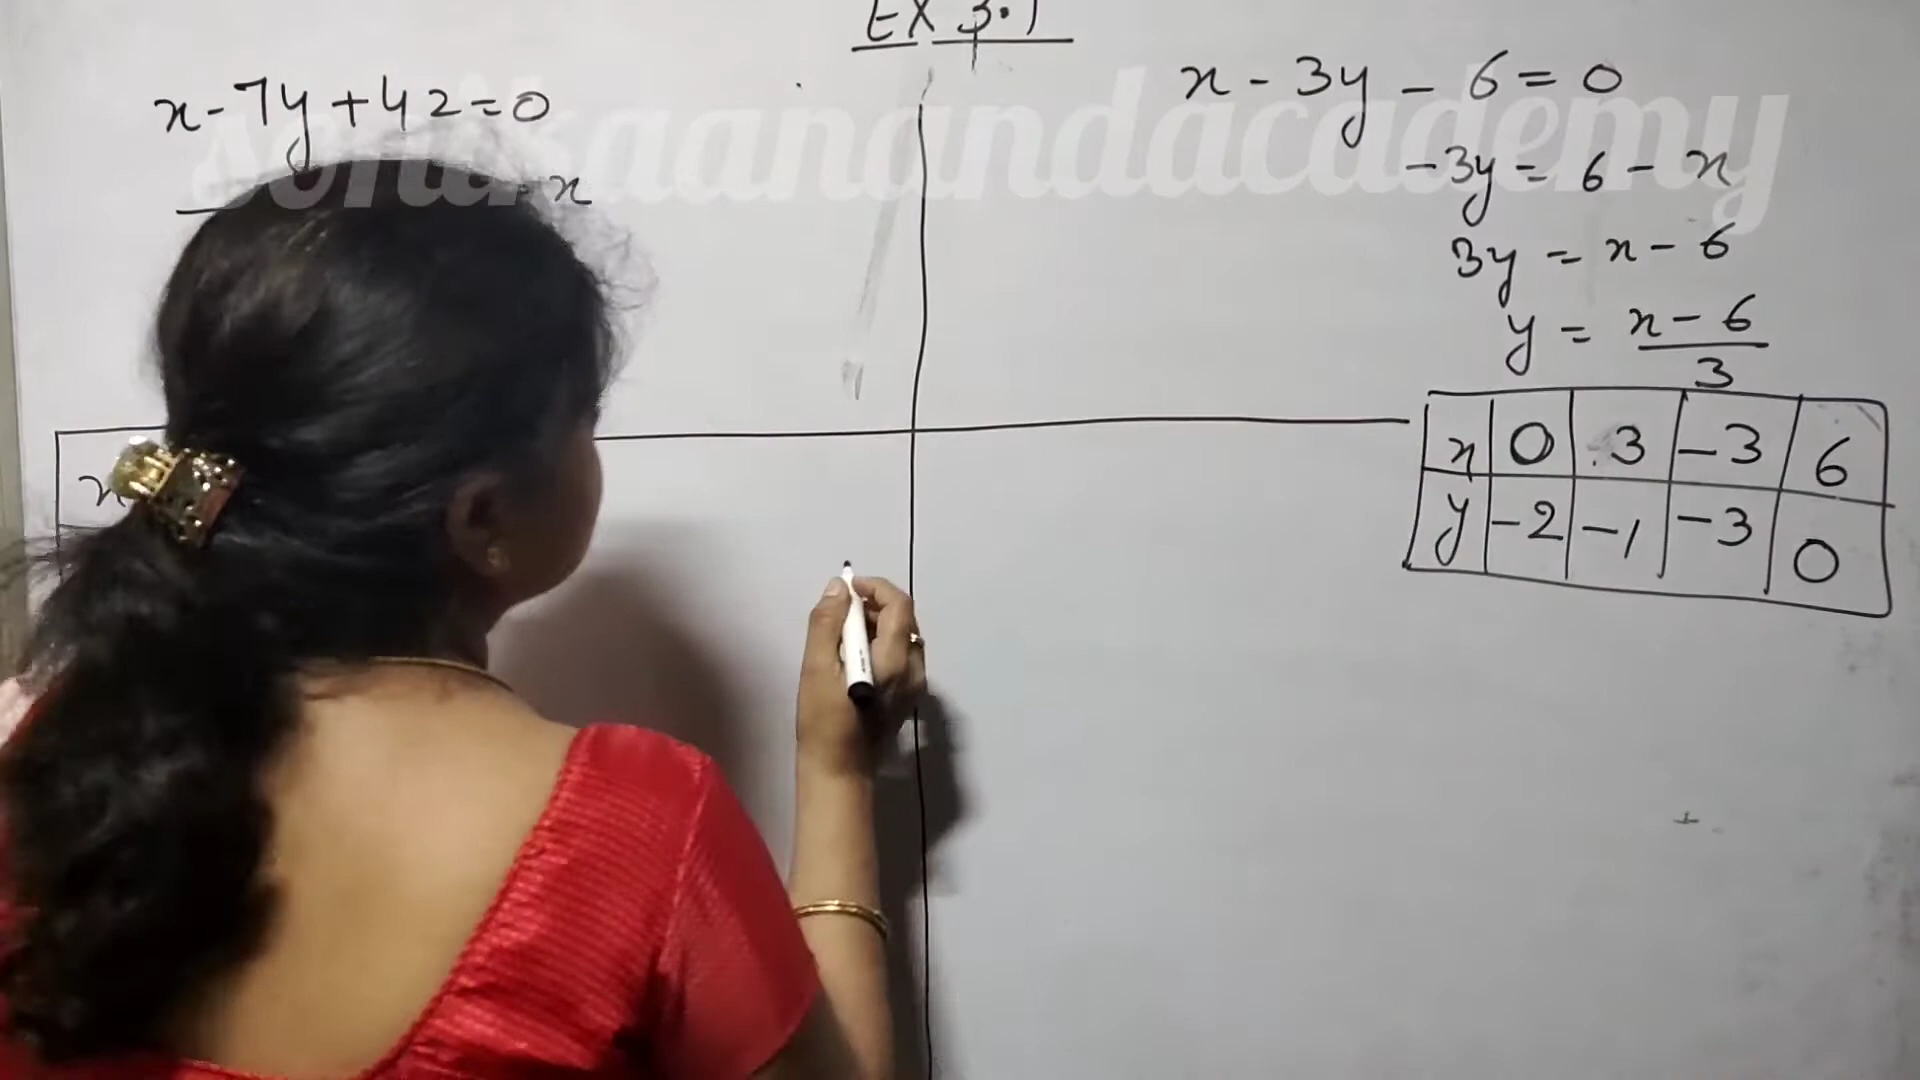 EX 3.1
x - 7y + 42 = 0
- x
x
x - 3y - 6 = 0
-3y = 6 - x
3y = x - 6
y = x - 6 / 3
x 0 3 -3 6
y -2 -1 -3 0
sonikaanandacademy